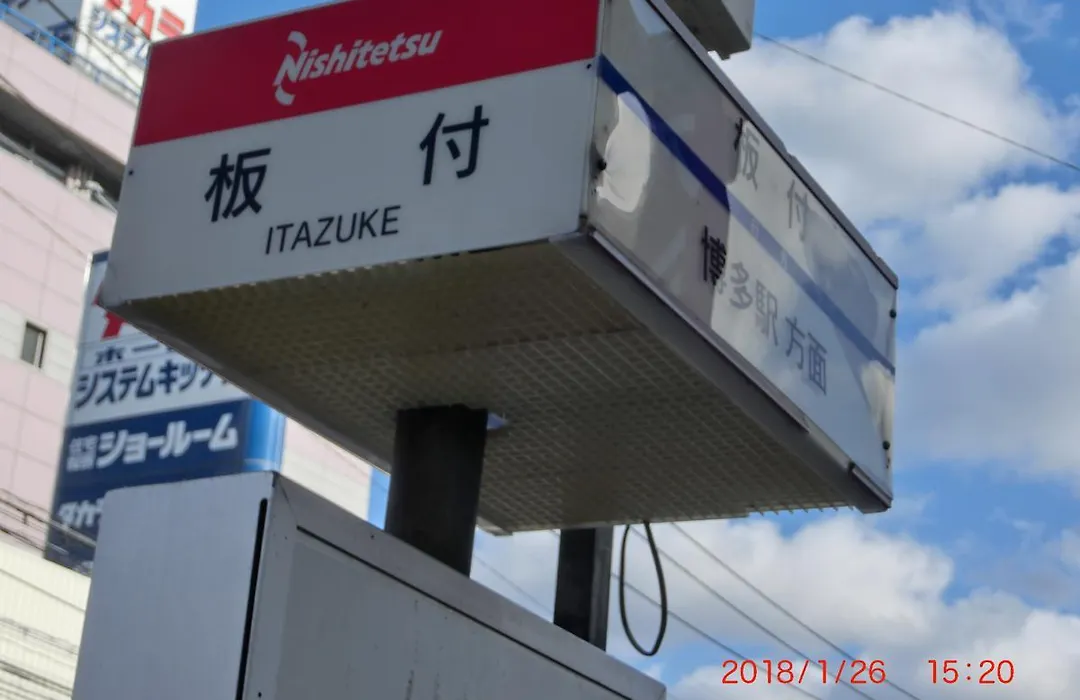 Nishitetsu
板付
ITAZUKE
板付
博多駅方面
システムキッチ
ショールーム
2018/1/26 15:20